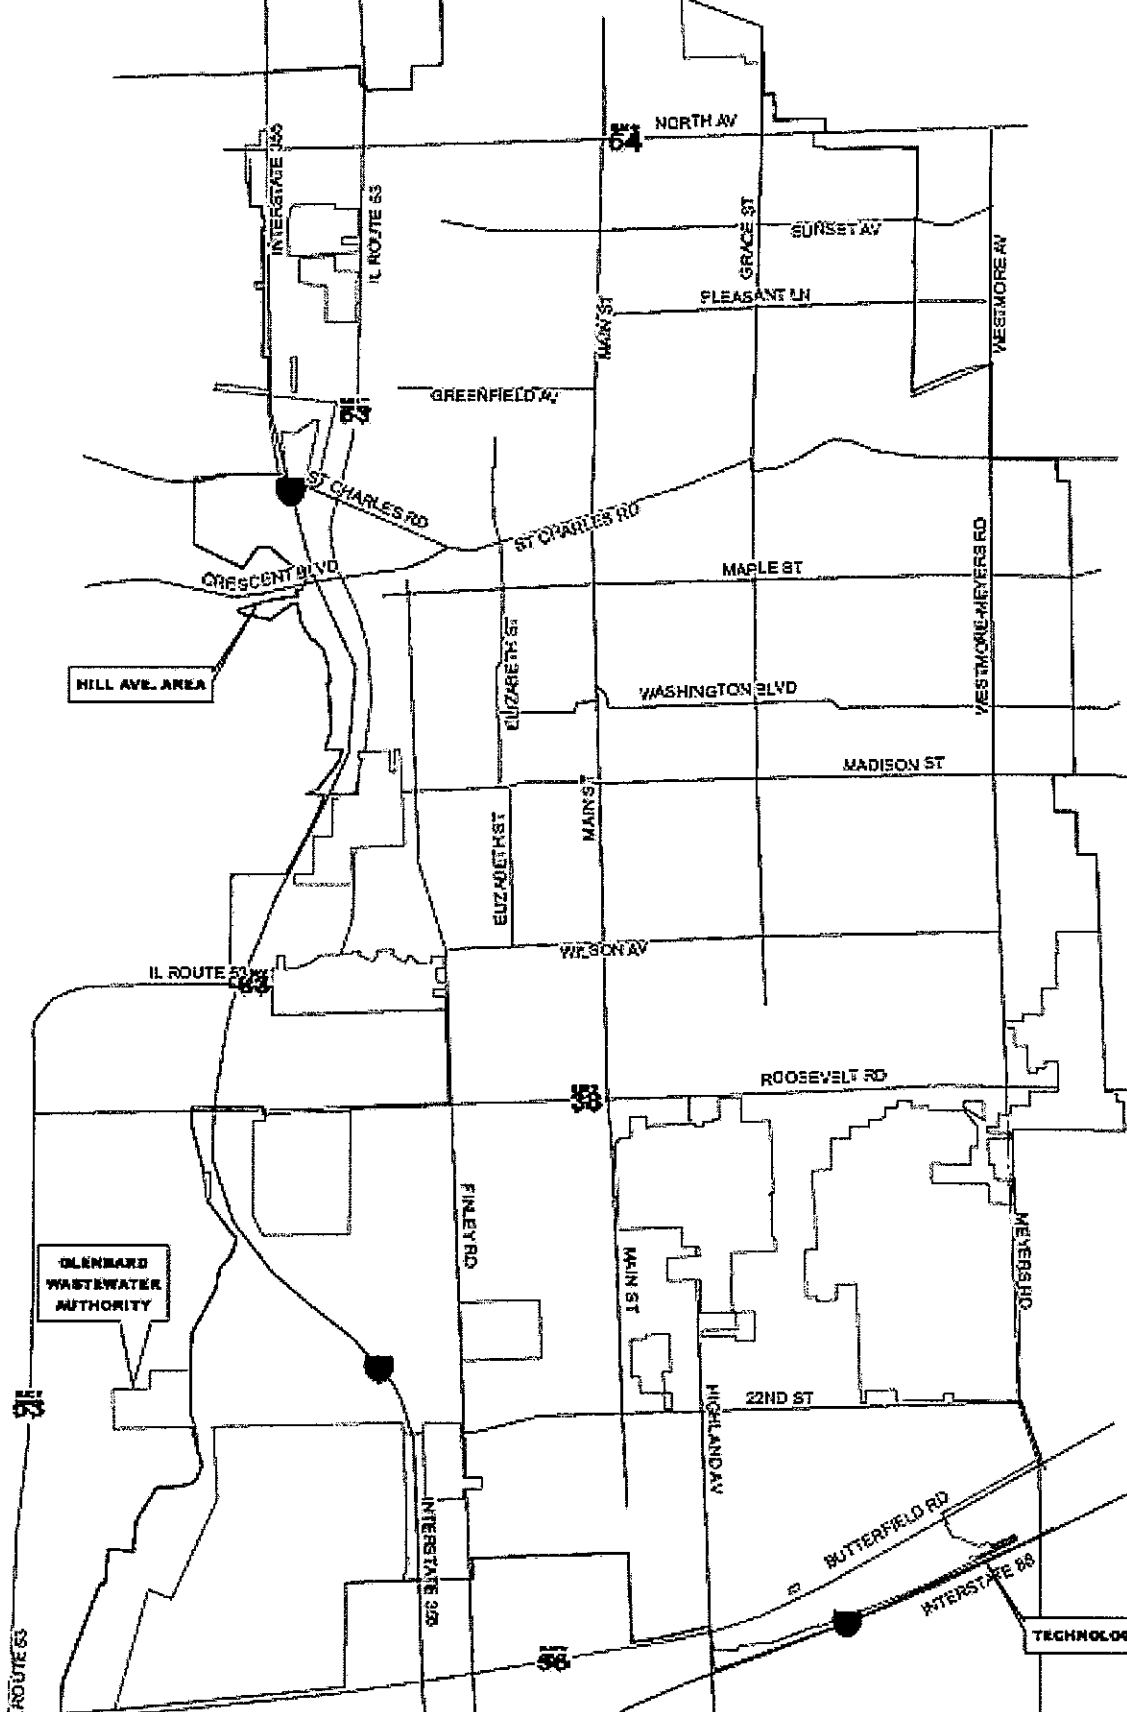 NORTH AV
64
INTERSTATE 355
IL ROUTE 53
GRACE ST
SUNSET AV
WESTMORE AV
PLEASANT LN
MAIN ST
GREENFIELD AV
53
ST CHARLES RD
ST CHARLES RD
CRESCENT BLVD
MAPLE ST
WESTMORE-MEYERS RD
ELIZABETH ST
HILL AVE. AREA
WASHINGTON BLVD
MADISON ST
MAIN ST
ELIZABETH ST
WILSON AV
IL ROUTE 53
53
ROOSEVELT RD
38
FINLEY RD
MAIN ST
MEYERS RD
GLENBARD
WASTEWATER
AUTHORITY
53
22ND ST
HIGHLAND AV
INTERSTATE 355
BUTTERFIELD RD
INTERSTATE 88
TECHNOLOG
ROUTE 53
56